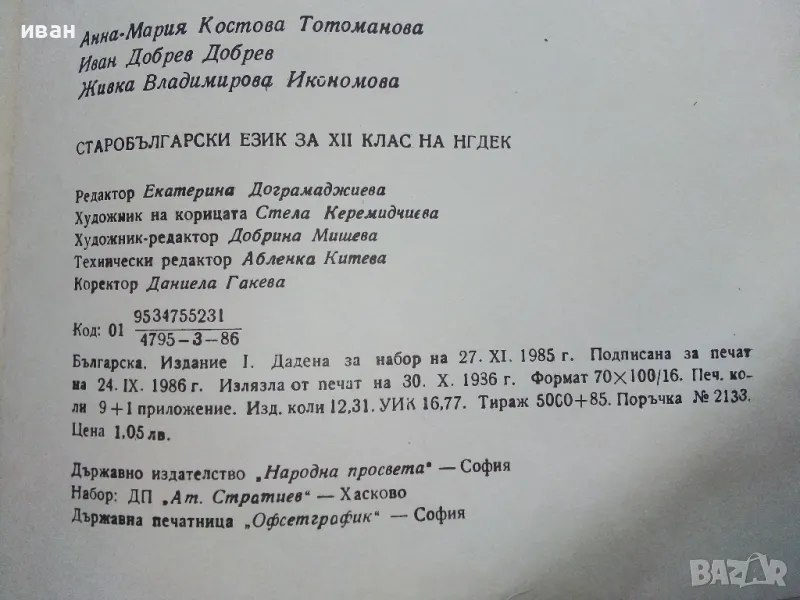 иван
Анна-Мария Костова Тотоманова
Иван Добрев Добрев
Живка Владимирова Икономова
СТАРОБЪЛГАРСКИ ЕЗИК ЗА XII КЛАС НА НГДЕК
Редактор Екатерина Дограмаджиева
Художник на корицата Стела Керемидчиева
Художник-редактор Добрина Мишева
Технически редактор Абленка Китева
Коректор Даниела Гакева
9534755231
Код: 01
4795-3-86
Българска. Издание I. Дадена за набор на 27. XI. 1985 г. Подписана за печат
на 24. IX. 1986 г. Излязла от печат на 30. X. 1986 г. Формат 70×100/16. Печ. ко-
ли 9+1 приложение. Изд. коли 12,31. УИК 16,77. Тираж 5000+85. Поръчка № 2133.
Цена 1,05 лв.
Държавно издателство „Народна просвета“ — София
Набор: ДП „Ат. Стратиев“ — Хасково
Държавна печатница „Офсетграфик“ — София
BAZAR